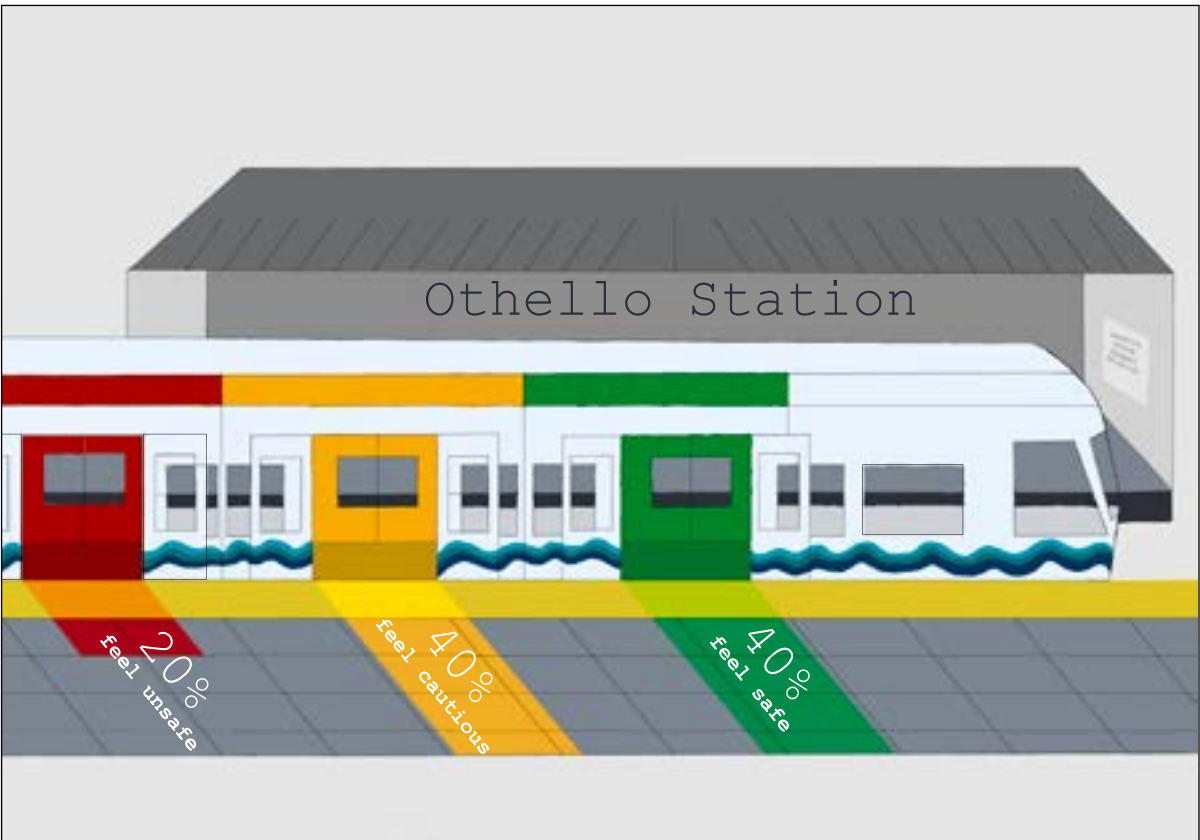 Othello Station
20%
feel unsafe
40%
feel cautious
40%
feel safe